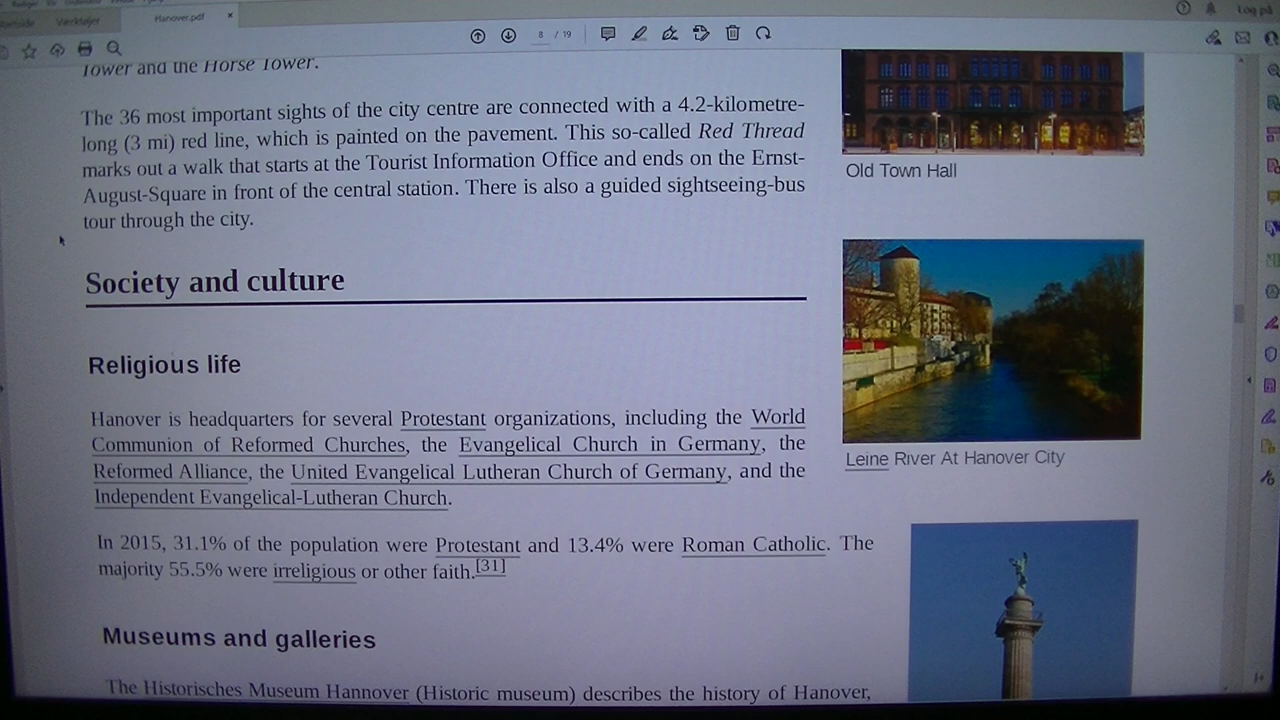 Værktøjer
Hanover.pdf
×
Log på
8 / 19
Tower and the Horse Tower.
The 36 most important sights of the city centre are connected with a 4.2-kilometre-
long (3 mi) red line, which is painted on the pavement. This so-called Red Thread
marks out a walk that starts at the Tourist Information Office and ends on the Ernst-
August-Square in front of the central station. There is also a guided sightseeing-bus
tour through the city.
Old Town Hall
Society and culture
Leine River At Hanover City
Religious life
Hanover is headquarters for several Protestant organizations, including the World
Communion of Reformed Churches, the Evangelical Church in Germany, the
Reformed Alliance, the United Evangelical Lutheran Church of Germany, and the
Independent Evangelical-Lutheran Church.
In 2015, 31.1% of the population were Protestant and 13.4% were Roman Catholic. The
majority 55.5% were irreligious or other faith.[31]
Museums and galleries
The Historisches Museum Hannover (Historic museum) describes the history of Hanover,